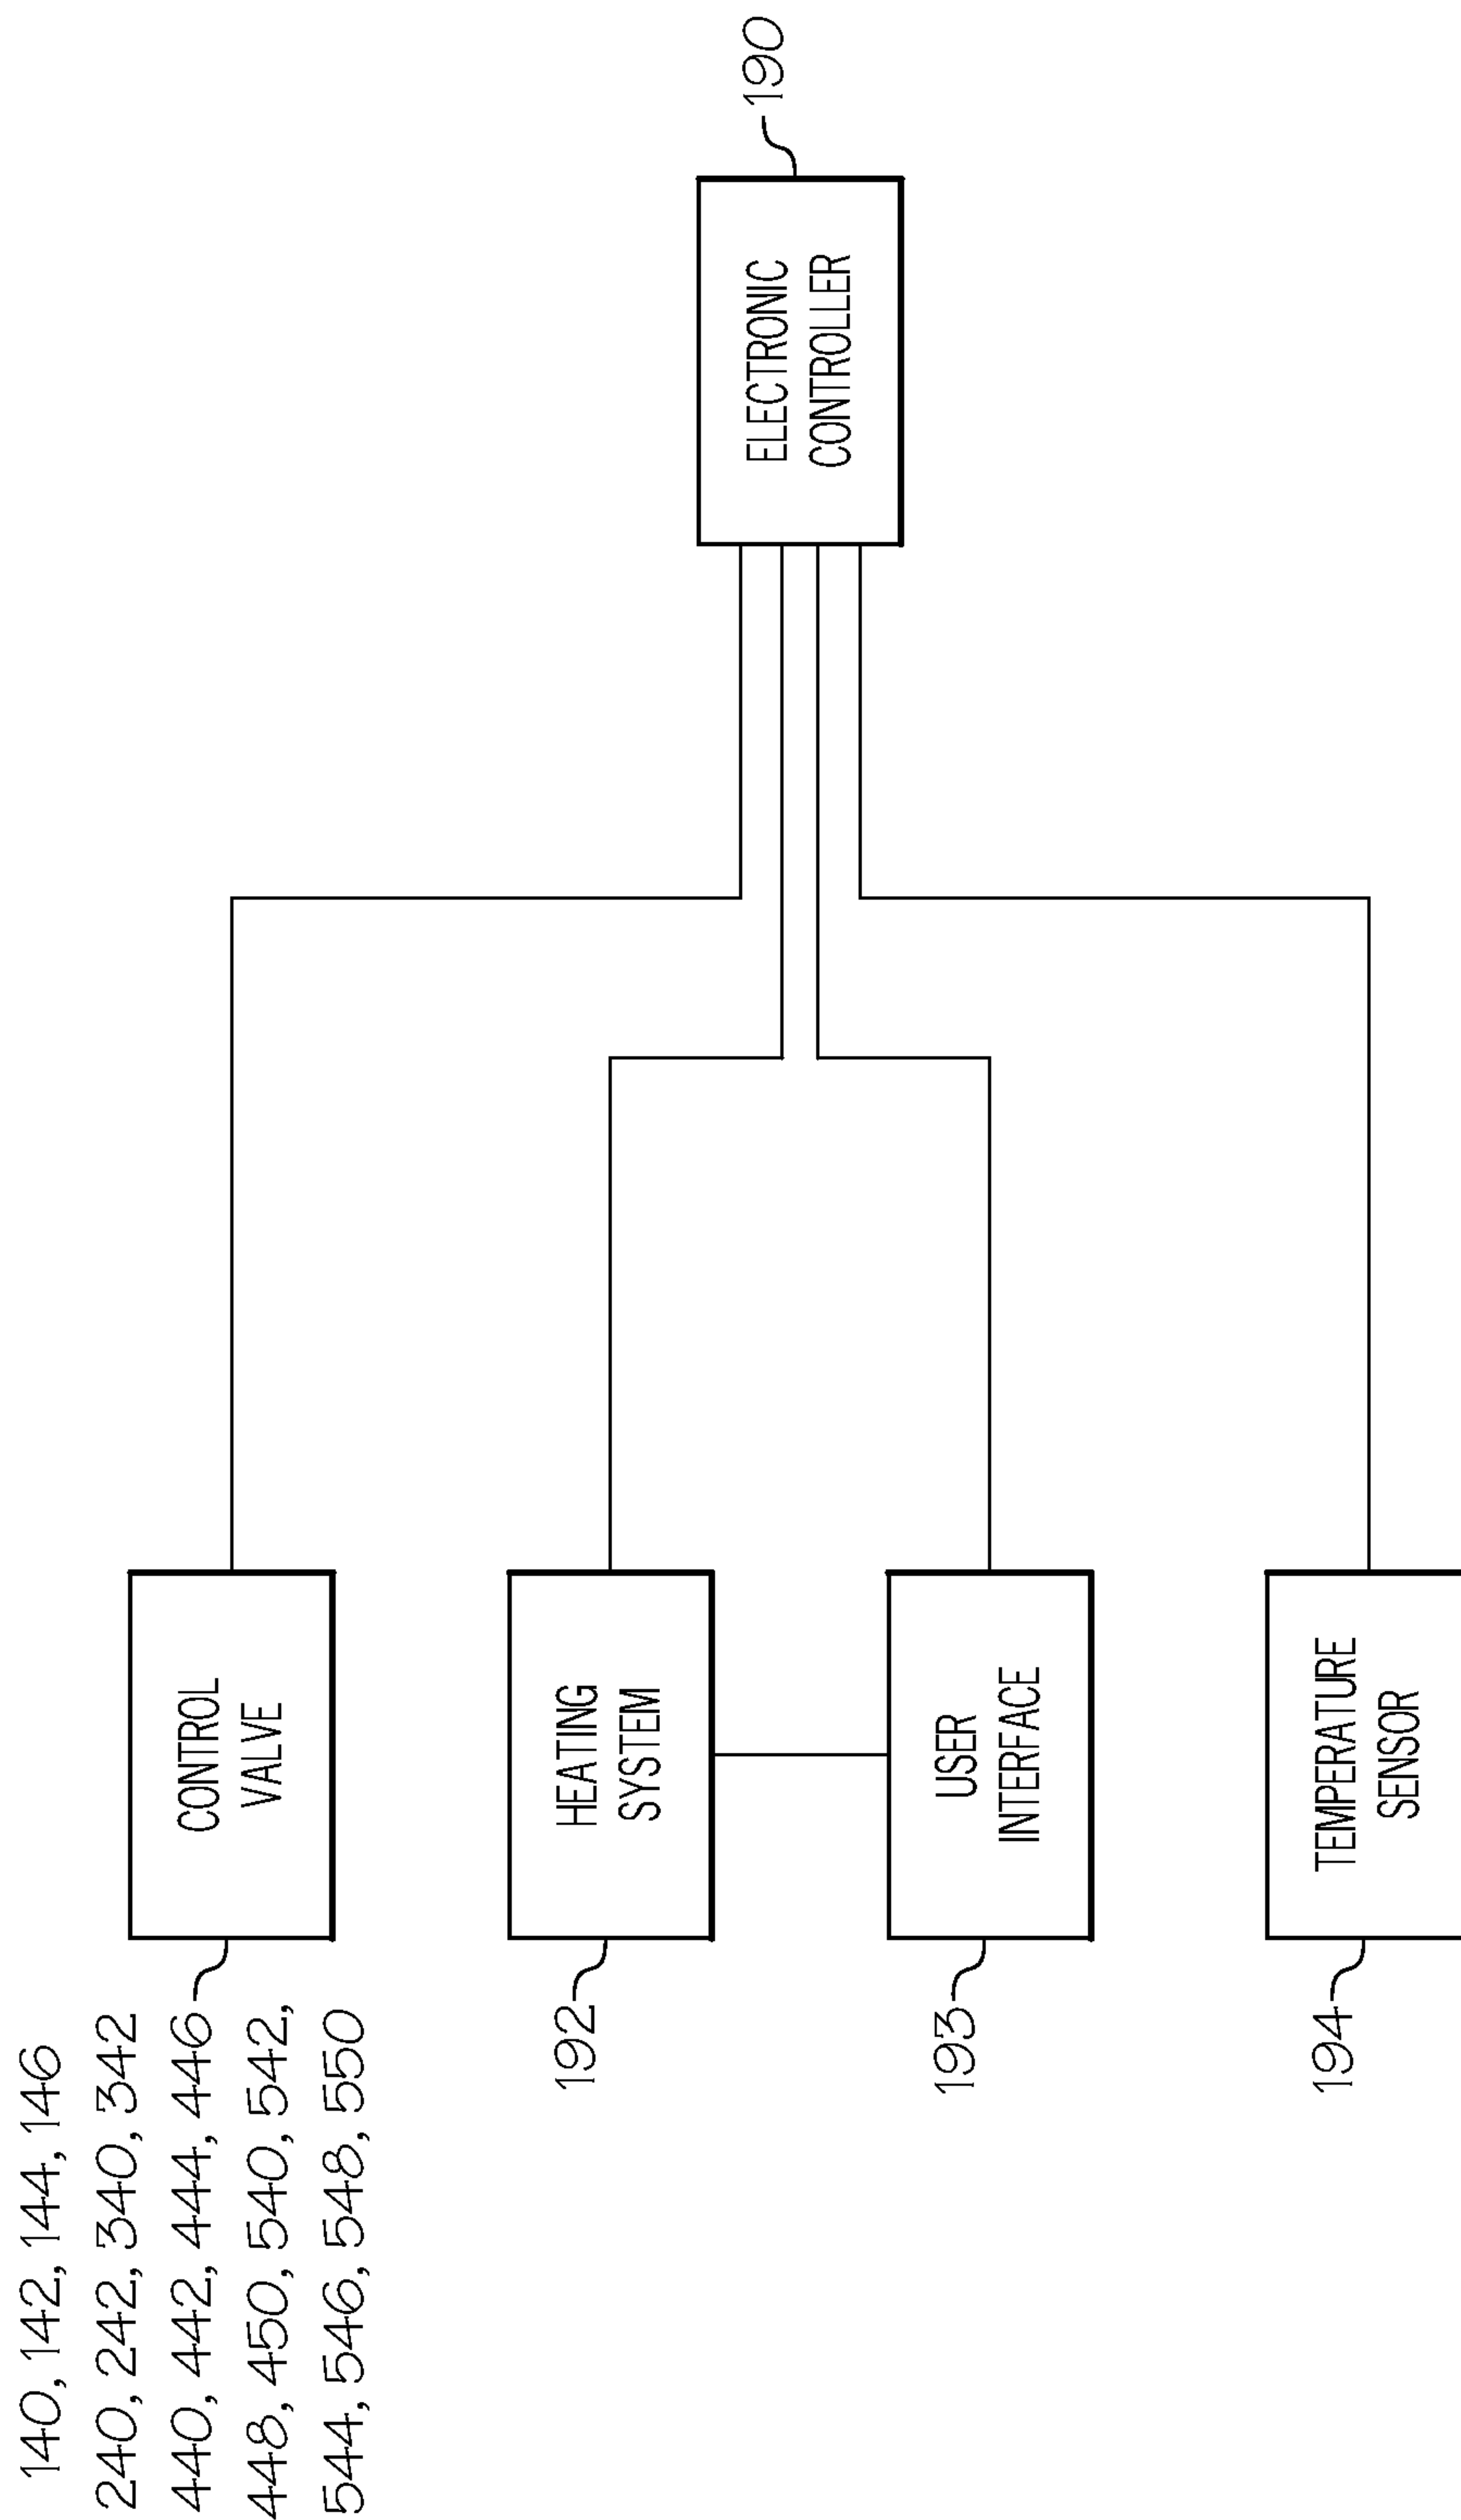 140, 142, 144, 146
240, 242, 340, 342
440, 442, 444, 446
448, 450, 540, 542,
544, 546, 548, 550
CONTROL
VALVE
192
HEATING
SYSTEM
193
USER
INTERFACE
194
TEMPERATURE
SENSOR
ELECTRONIC
CONTROLLER
190